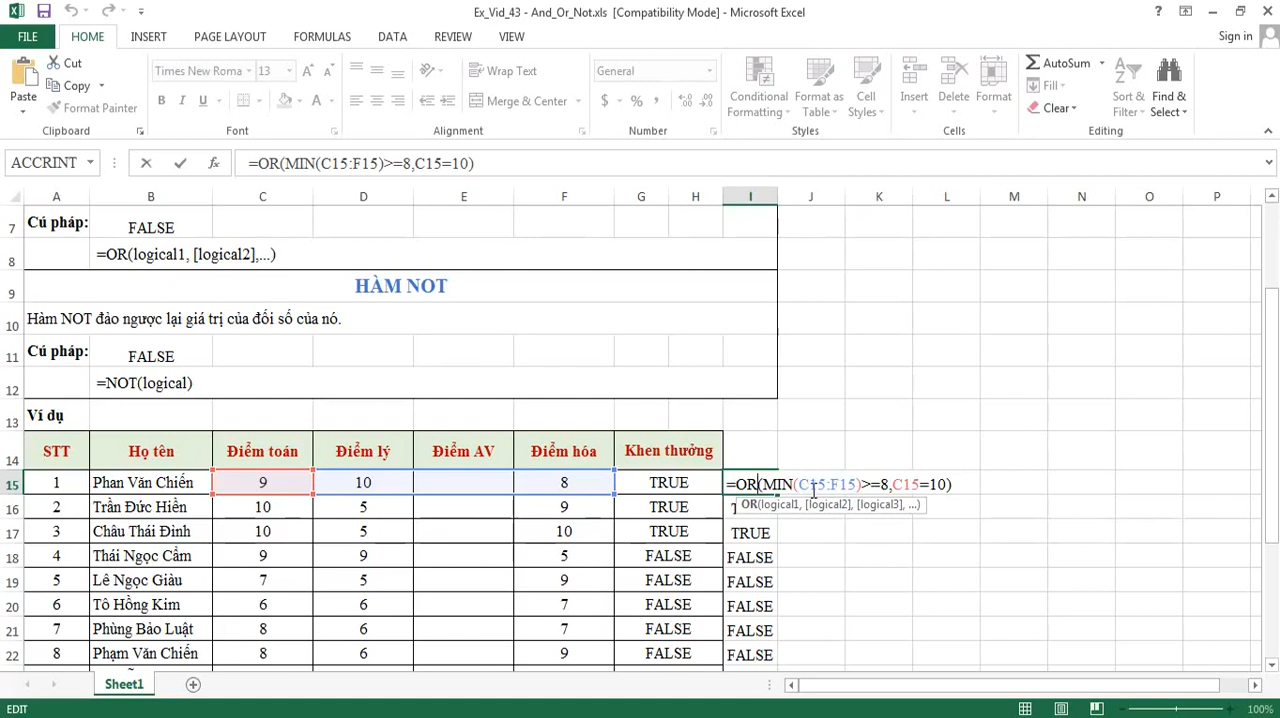 Ex_Vid_43 - And_Or_Not.xls [Compatibility Mode] - Microsoft Excel
FILE HOME INSERT PAGE LAYOUT FORMULAS DATA REVIEW VIEW Sign in
Paste
Cut
Copy
Format Painter
Clipboard
Times New Roma 13
B I U
Font
Wrap Text
Merge & Center
Alignment
General
$ % ,
Number
Conditional Formatting
Format as Table
Cell Styles
Styles
Insert Delete Format
Cells
AutoSum
Fill
Clear
Sort & Filter
Find & Select
Editing
ACCRINT fx =OR(MIN(C15:F15)>=8,C15=10)
A B C D E F G H I J K L M N O P
7 Cú pháp: FALSE
8 =OR(logical1, [logical2],...)
9 HÀM NOT
10 Hàm NOT đảo ngược lại giá trị của đối số của nó.
11 Cú pháp: FALSE
12 =NOT(logical)
13 Ví dụ
14 STT Họ tên Điểm toán Điểm lý Điểm AV Điểm hóa Khen thưởng
15 1 Phan Văn Chiến 9 10 8 TRUE =OR(MIN(C15:F15)>=8,C15=10)
OR(logical1, [logical2], [logical3], ...)
16 2 Trần Đức Hiền 10 5 9 TRUE
17 3 Châu Thái Đình 10 5 10 TRUE TRUE
18 4 Thái Ngọc Cẩm 9 9 5 FALSE FALSE
19 5 Lê Ngọc Giàu 7 5 9 FALSE FALSE
20 6 Tô Hồng Kim 6 6 7 FALSE FALSE
21 7 Phùng Bảo Luật 8 6 7 FALSE FALSE
22 8 Phạm Văn Chiến 8 6 9 FALSE FALSE
Sheet1
EDIT 100%